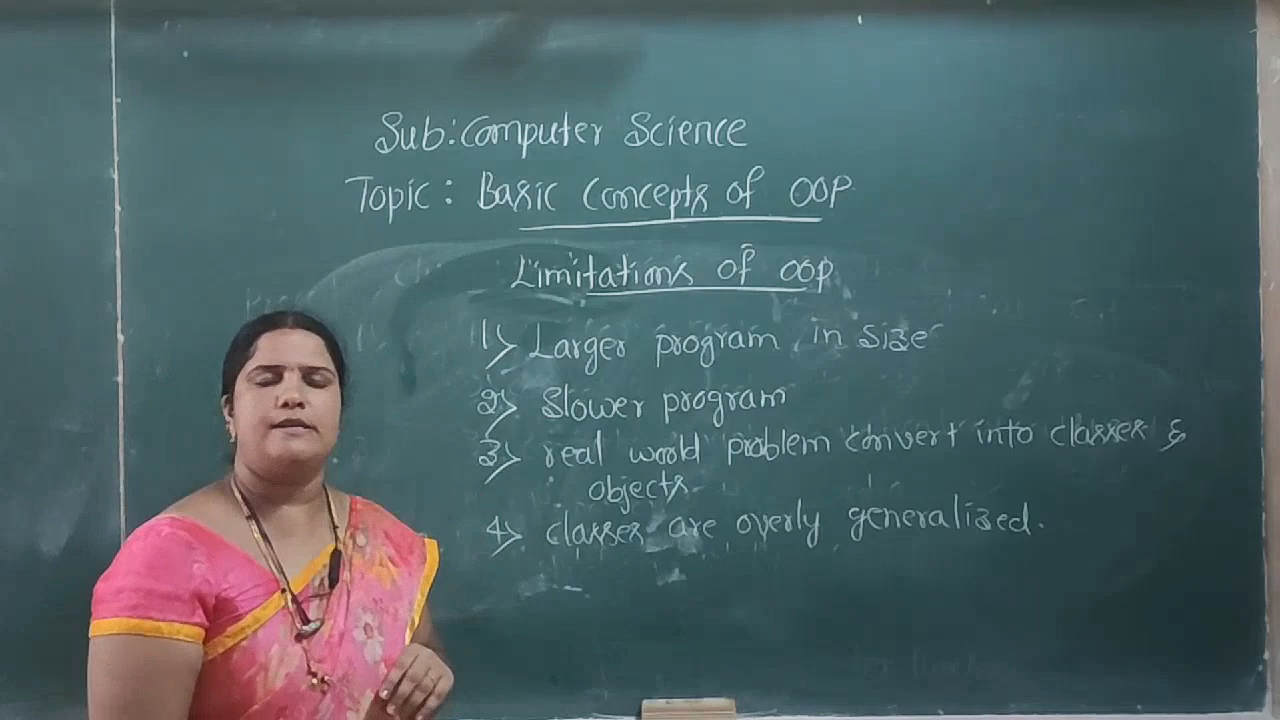 Sub: Computer Science
Topic: Basic Concepts of OOP
Limitations of OOP
1> Larger program in size
2> Slower program
3> real world problem convert into classes &
objects
4> classes are overly generalized.